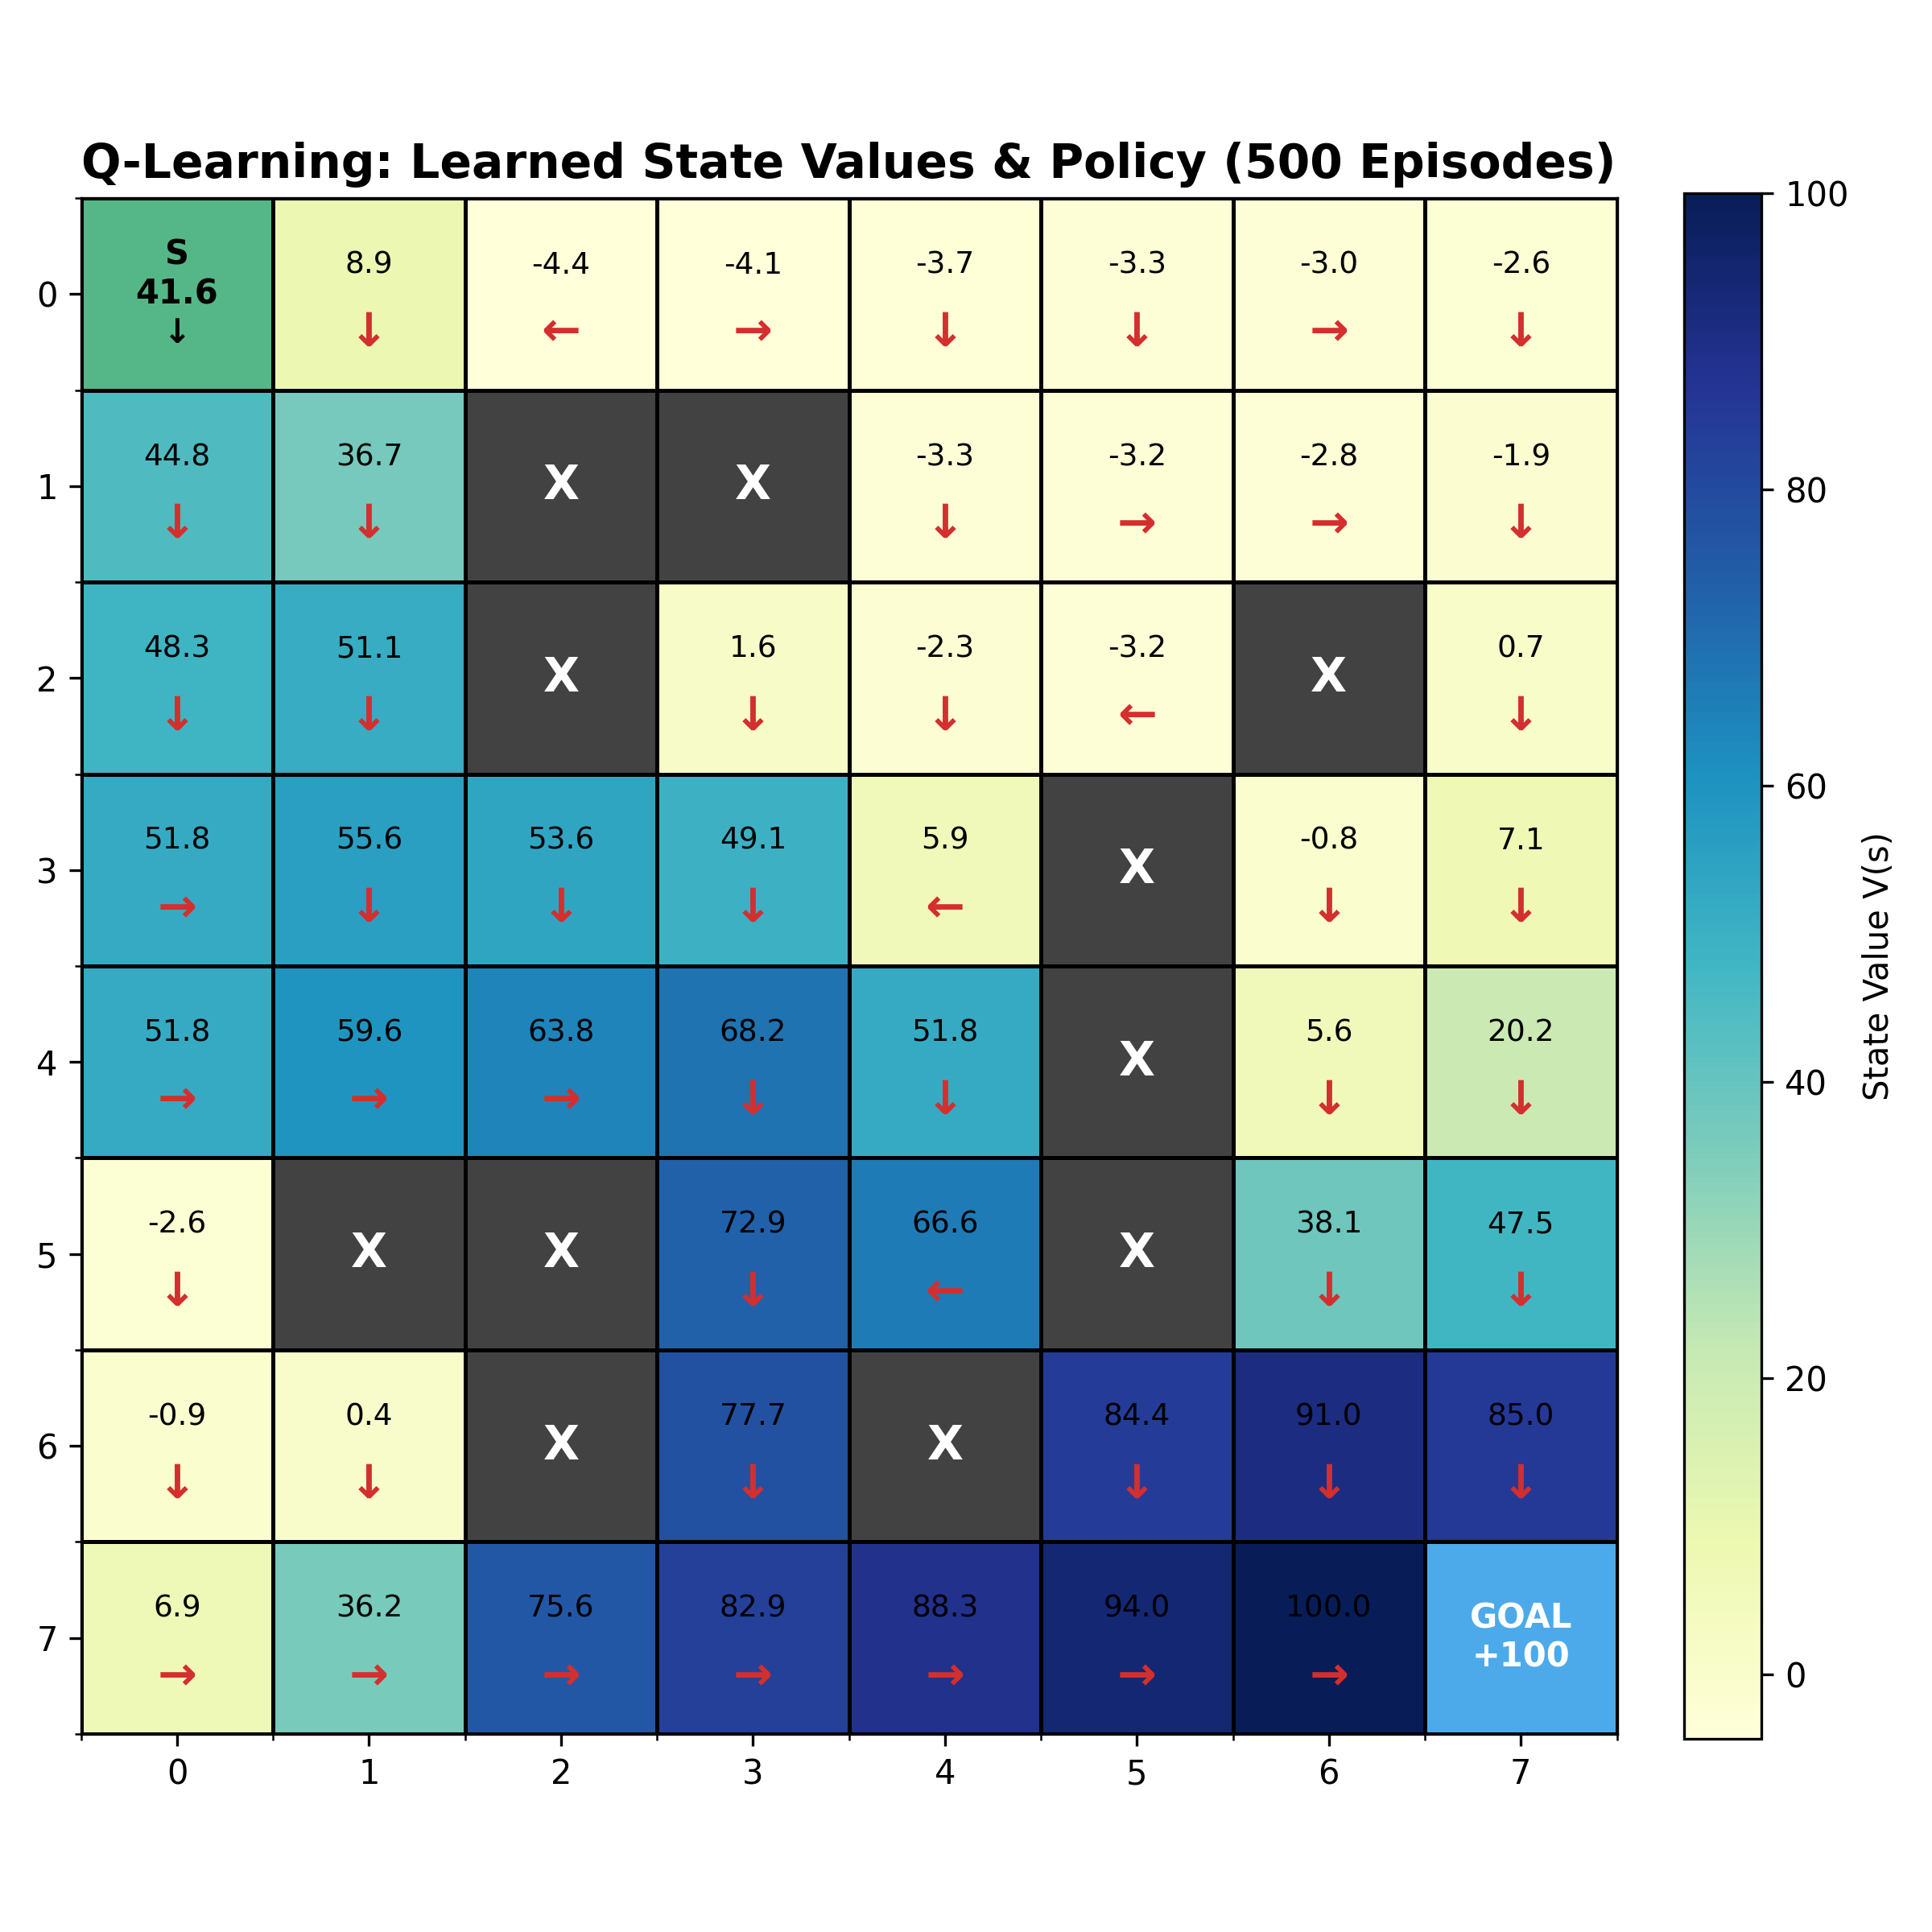 Q-Learning: Learned State Values & Policy (500 Episodes)
S
41.6
↓
8.9 -4.4 -4.1 -3.7 -3.3 -3.0 -2.6
↓ ← → ↓ ↓ → ↓
0
44.8 36.7 X X -3.3 -3.2 -2.8 -1.9
↓ ↓ ↓ → → ↓
1
48.3 51.1 X 1.6 -2.3 -3.2 X 0.7
↓ ↓ ↓ ↓ ← ↓
2
51.8 55.6 53.6 49.1 5.9 X -0.8 7.1
→ ↓ ↓ ↓ ← ↓ ↓
3
51.8 59.6 63.8 68.2 51.8 X 5.6 20.2
→ → → ↓ ↓ ↓ ↓
4
-2.6 X X 72.9 66.6 X 38.1 47.5
↓ ↓ ← ↓ ↓
5
-0.9 0.4 X 77.7 X 84.4 91.0 85.0
↓ ↓ ↓ ↓ ↓ ↓
6
6.9 36.2 75.6 82.9 88.3 94.0 100.0
→ → → → → → →
GOAL
+100
7
0 1 2 3 4 5 6 7
100
80
60
40
20
0
State Value V(s)